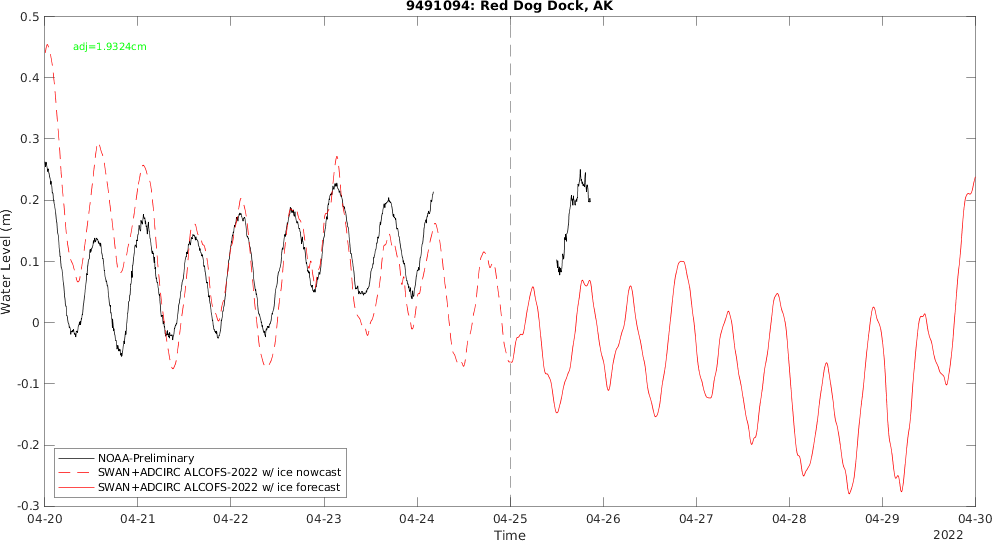 9491094: Red Dog Dock, AK
0.5
adj=1.9324cm
0.4
0.3
0.2
0.1
0
-0.1
-0.2
-0.3
Water Level (m)
NOAA-Preliminary
SWAN+ADCIRC ALCOFS-2022 w/ ice nowcast
SWAN+ADCIRC ALCOFS-2022 w/ ice forecast
04-20 04-21 04-22 04-23 04-24 04-25 04-26 04-27 04-28 04-29 04-30
Time
2022